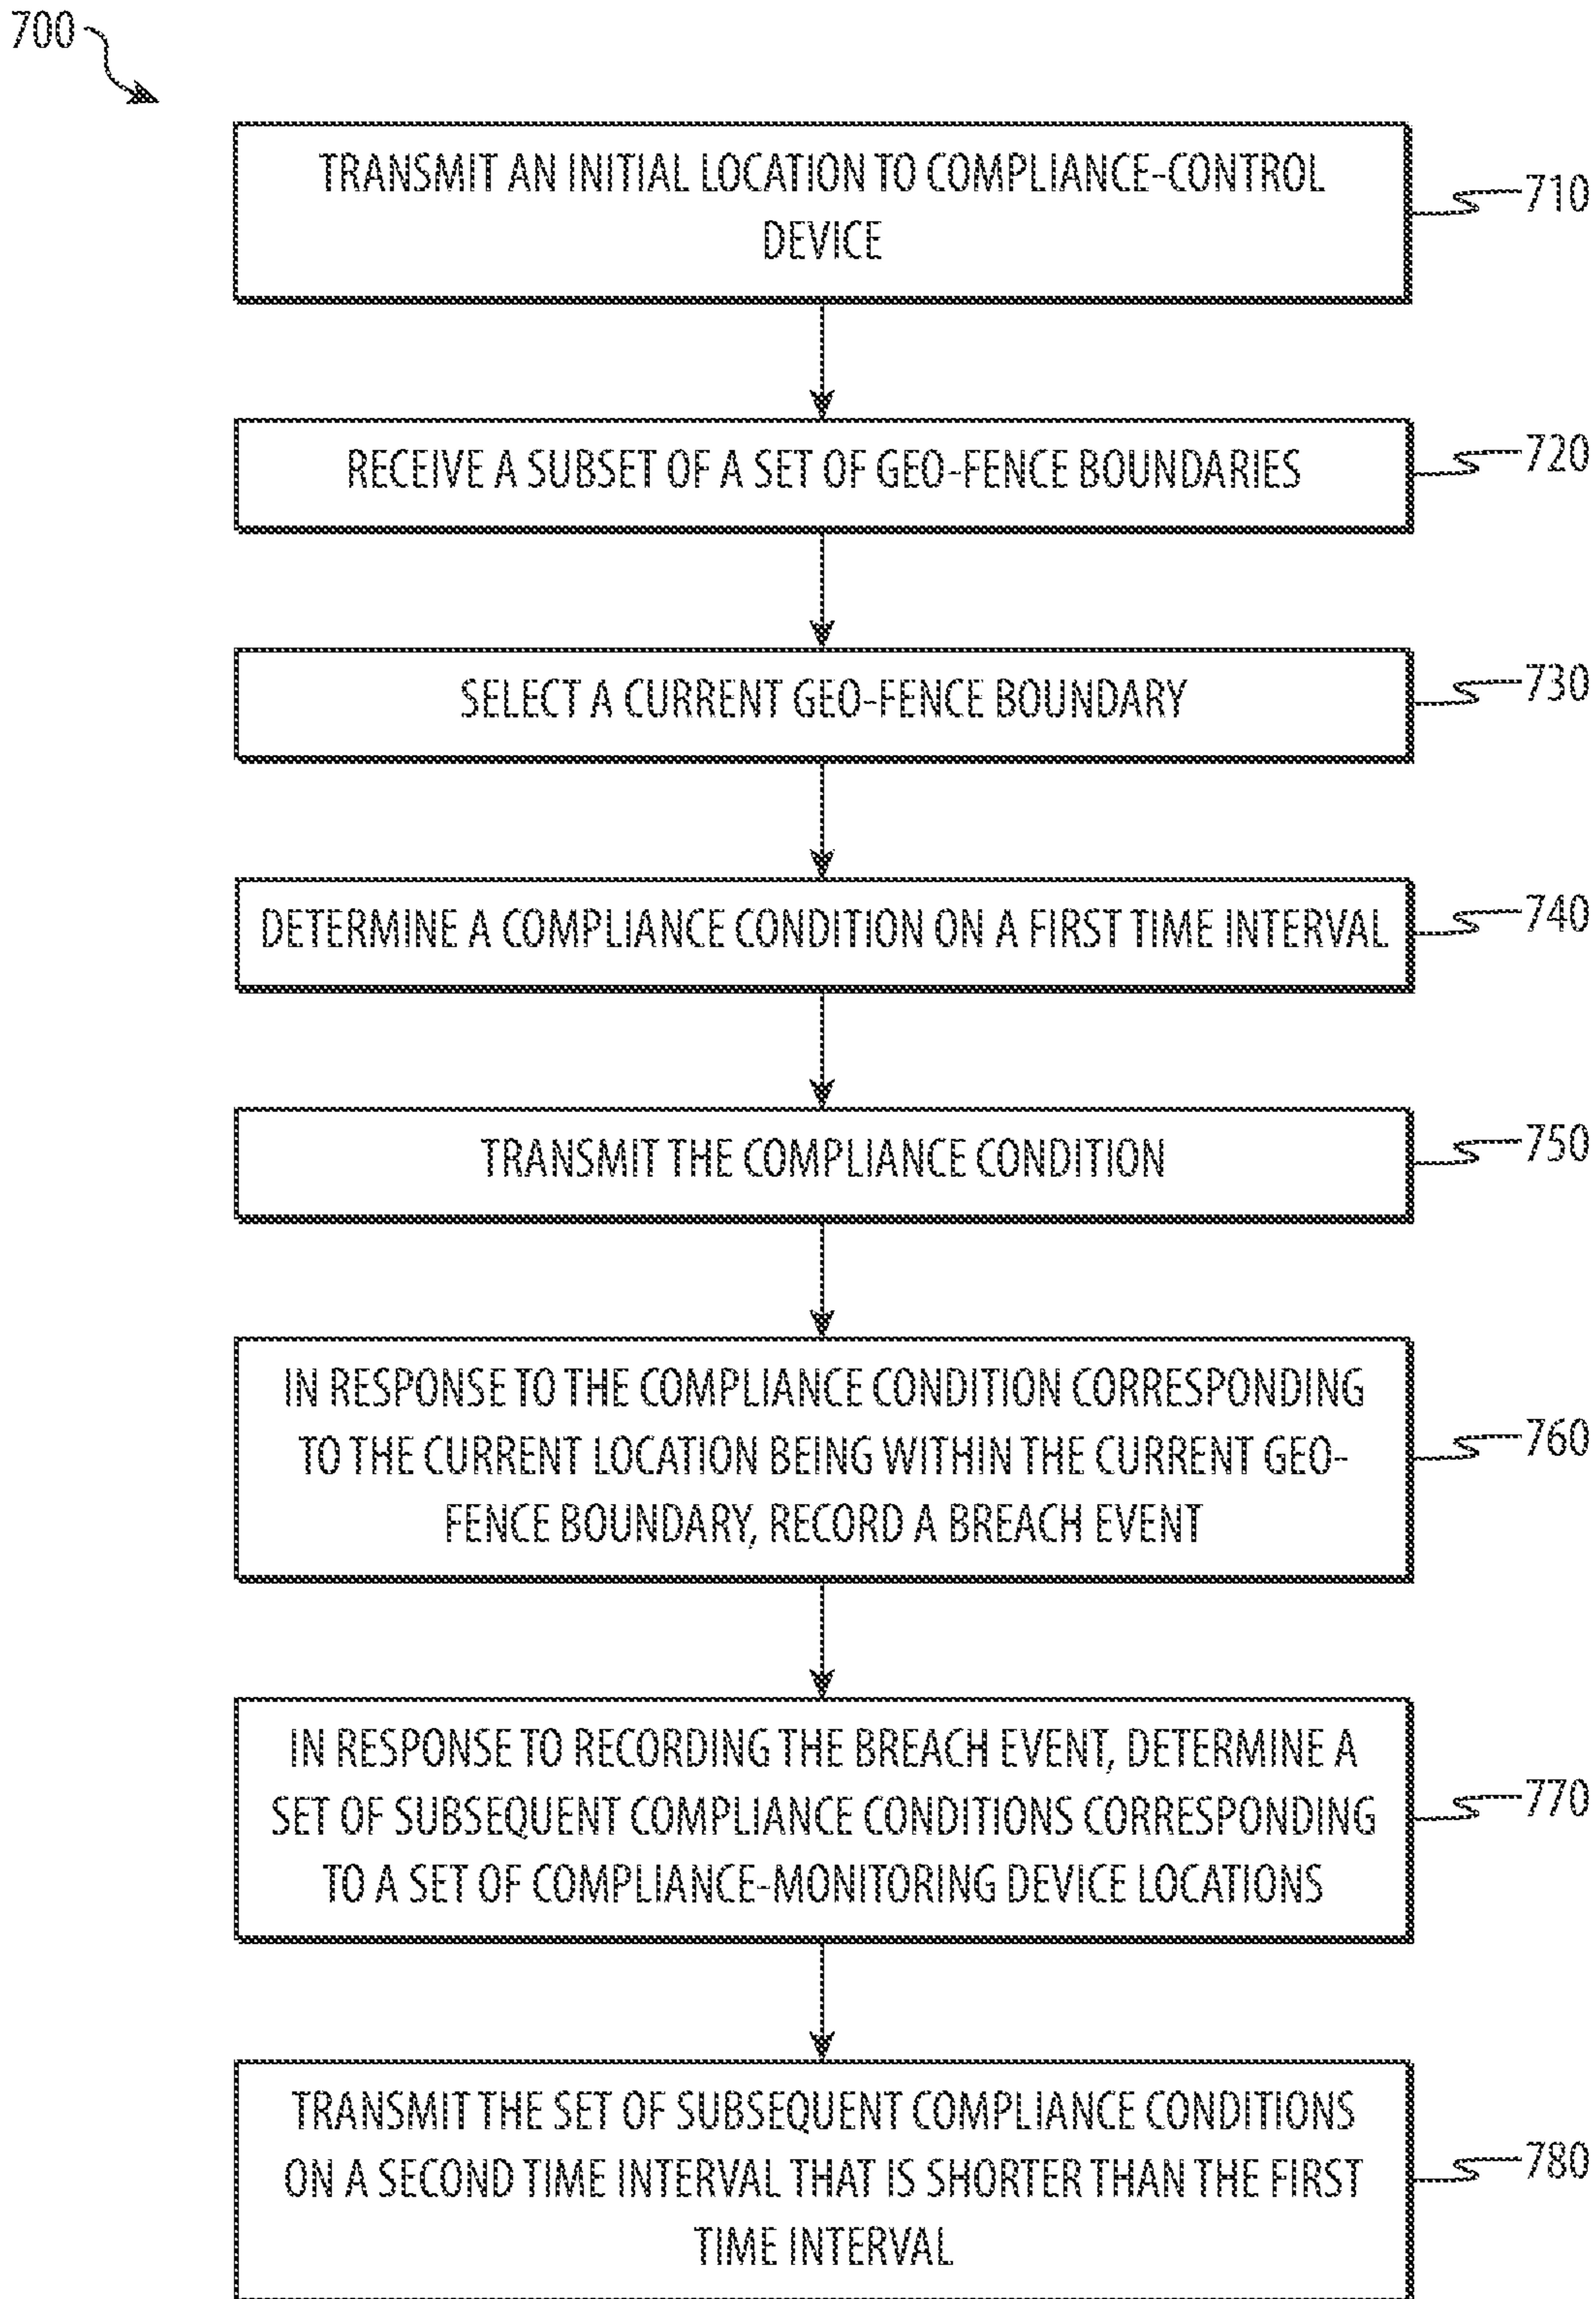 700
TRANSMIT AN INITIAL LOCATION TO COMPLIANCE-CONTROL
DEVICE
710
RECEIVE A SUBSET OF A SET OF GEO-FENCE BOUNDARIES
720
SELECT A CURRENT GEO-FENCE BOUNDARY
730
DETERMINE A COMPLIANCE CONDITION ON A FIRST TIME INTERVAL
740
TRANSMIT THE COMPLIANCE CONDITION
750
IN RESPONSE TO THE COMPLIANCE CONDITION CORRESPONDING
TO THE CURRENT LOCATION BEING WITHIN THE CURRENT GEO-
FENCE BOUNDARY, RECORD A BREACH EVENT
760
IN RESPONSE TO RECORDING THE BREACH EVENT, DETERMINE A
SET OF SUBSEQUENT COMPLIANCE CONDITIONS CORRESPONDING
TO A SET OF COMPLIANCE-MONITORING DEVICE LOCATIONS
770
TRANSMIT THE SET OF SUBSEQUENT COMPLIANCE CONDITIONS
ON A SECOND TIME INTERVAL THAT IS SHORTER THAN THE FIRST
TIME INTERVAL
780